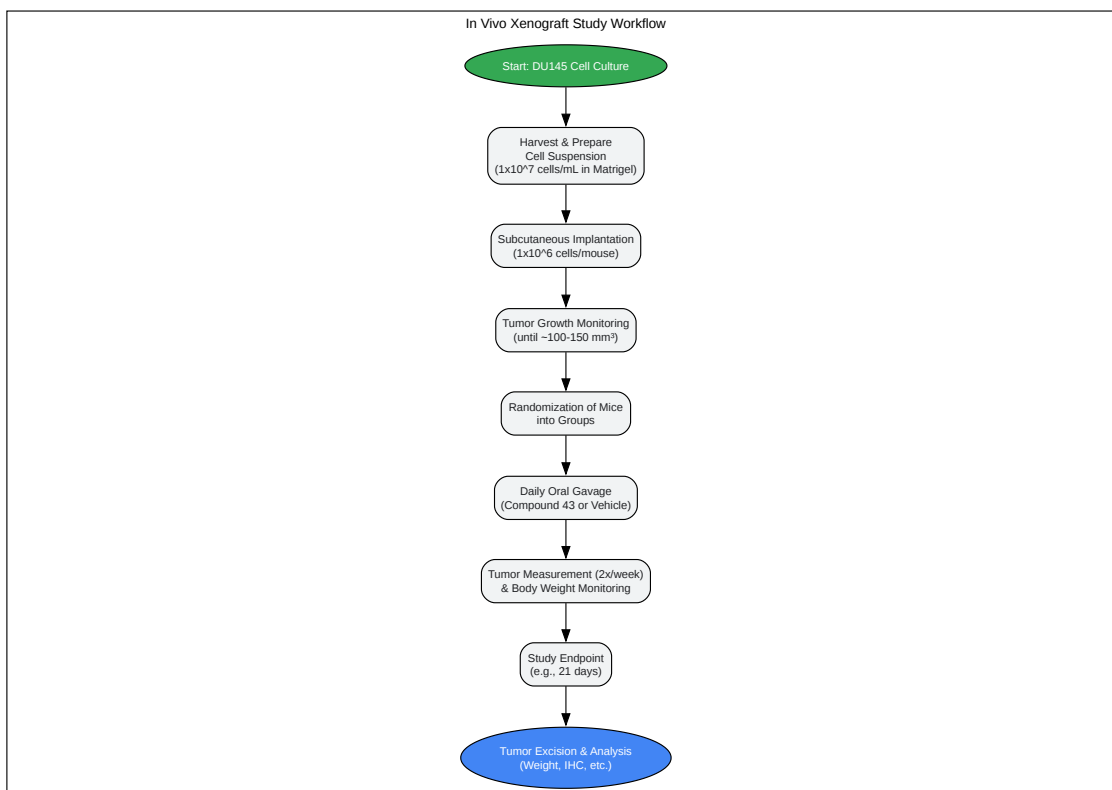 In Vivo Xenograft Study Workflow
Start: DU145 Cell Culture
Harvest & Prepare
Cell Suspension
(1x10^7 cells/mL in Matrigel)
Subcutaneous Implantation
(1x10^6 cells/mouse)
Tumor Growth Monitoring
(until ~100-150 mm³)
Randomization of Mice
into Groups
Daily Oral Gavage
(Compound 43 or Vehicle)
Tumor Measurement (2x/week)
& Body Weight Monitoring
Study Endpoint
(e.g., 21 days)
Tumor Excision & Analysis
(Weight, IHC, etc.)